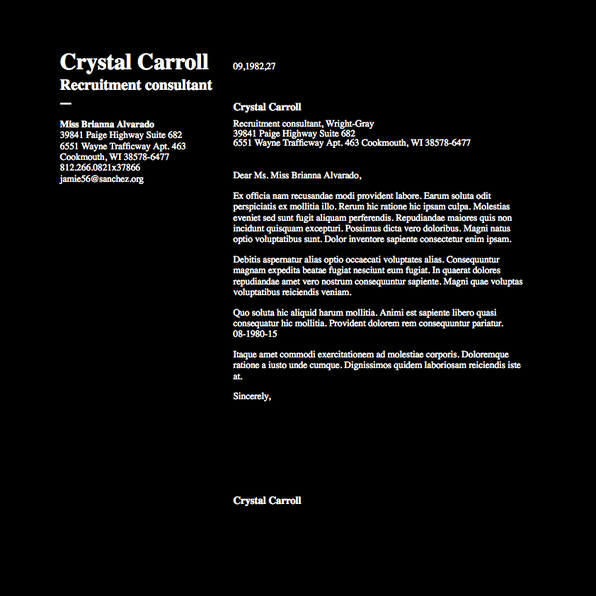 Crystal Carroll
Recruitment consultant
Miss Brianna Alvarado
39841 Paige Highway Suite 682
6551 Wayne Trafficway Apt. 463
Cookmouth, WI 38578-6477
812.266.0821x37866
jamie56@sanchez.org
09,1982,27
Crystal Carroll
Recruitment consultant, Wright-Gray
39841 Paige Highway Suite 682
6551 Wayne Trafficway Apt. 463 Cookmouth, WI 38578-6477
Dear Ms. Miss Brianna Alvarado,
Ex officia nam recusandae modi provident labore. Earum soluta odit
perspiciatis ex mollitia illo. Rerum hic ratione hic ipsam culpa. Molestias
eveniet sed sunt fugit aliquam perferendis. Repudiandae maiores quis non
incidunt quisquam excepturi. Possimus dicta vero doloribus. Magni natus
optio voluptatibus sunt. Dolor inventore sapiente consectetur enim ipsam.
Debitis aspernatur alias optio occaecati voluptates alias. Consequuntur
magnam expedita beatae fugiat nesciunt eum fugiat. In quaerat dolores
repudiandae amet vero nostrum consequuntur sapiente. Magni quae voluptas
voluptatibus reiciendis veniam.
Quo soluta hic aliquid harum mollitia. Animi est sapiente libero quasi
consequatur hic mollitia. Provident dolorem rem consequuntur pariatur.
08-1980-15
Itaque amet commodi exercitationem ad molestiae corporis. Doloremque
ratione a iusto unde cumque. Dignissimos quidem laboriosam reiciendis iste
at.
Sincerely,
Crystal Carroll